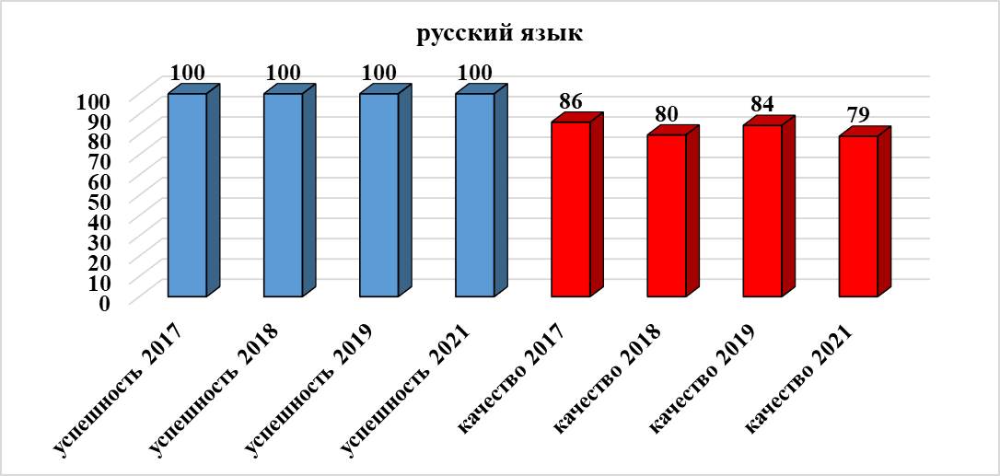 русский язык
100
100
100
100
86
80
84
79
100
90
80
70
60
50
40
30
20
10
0
успешность 2017
успешность 2018
успешность 2019
успешность 2021
качество 2017
качество 2018
качество 2019
качество 2021